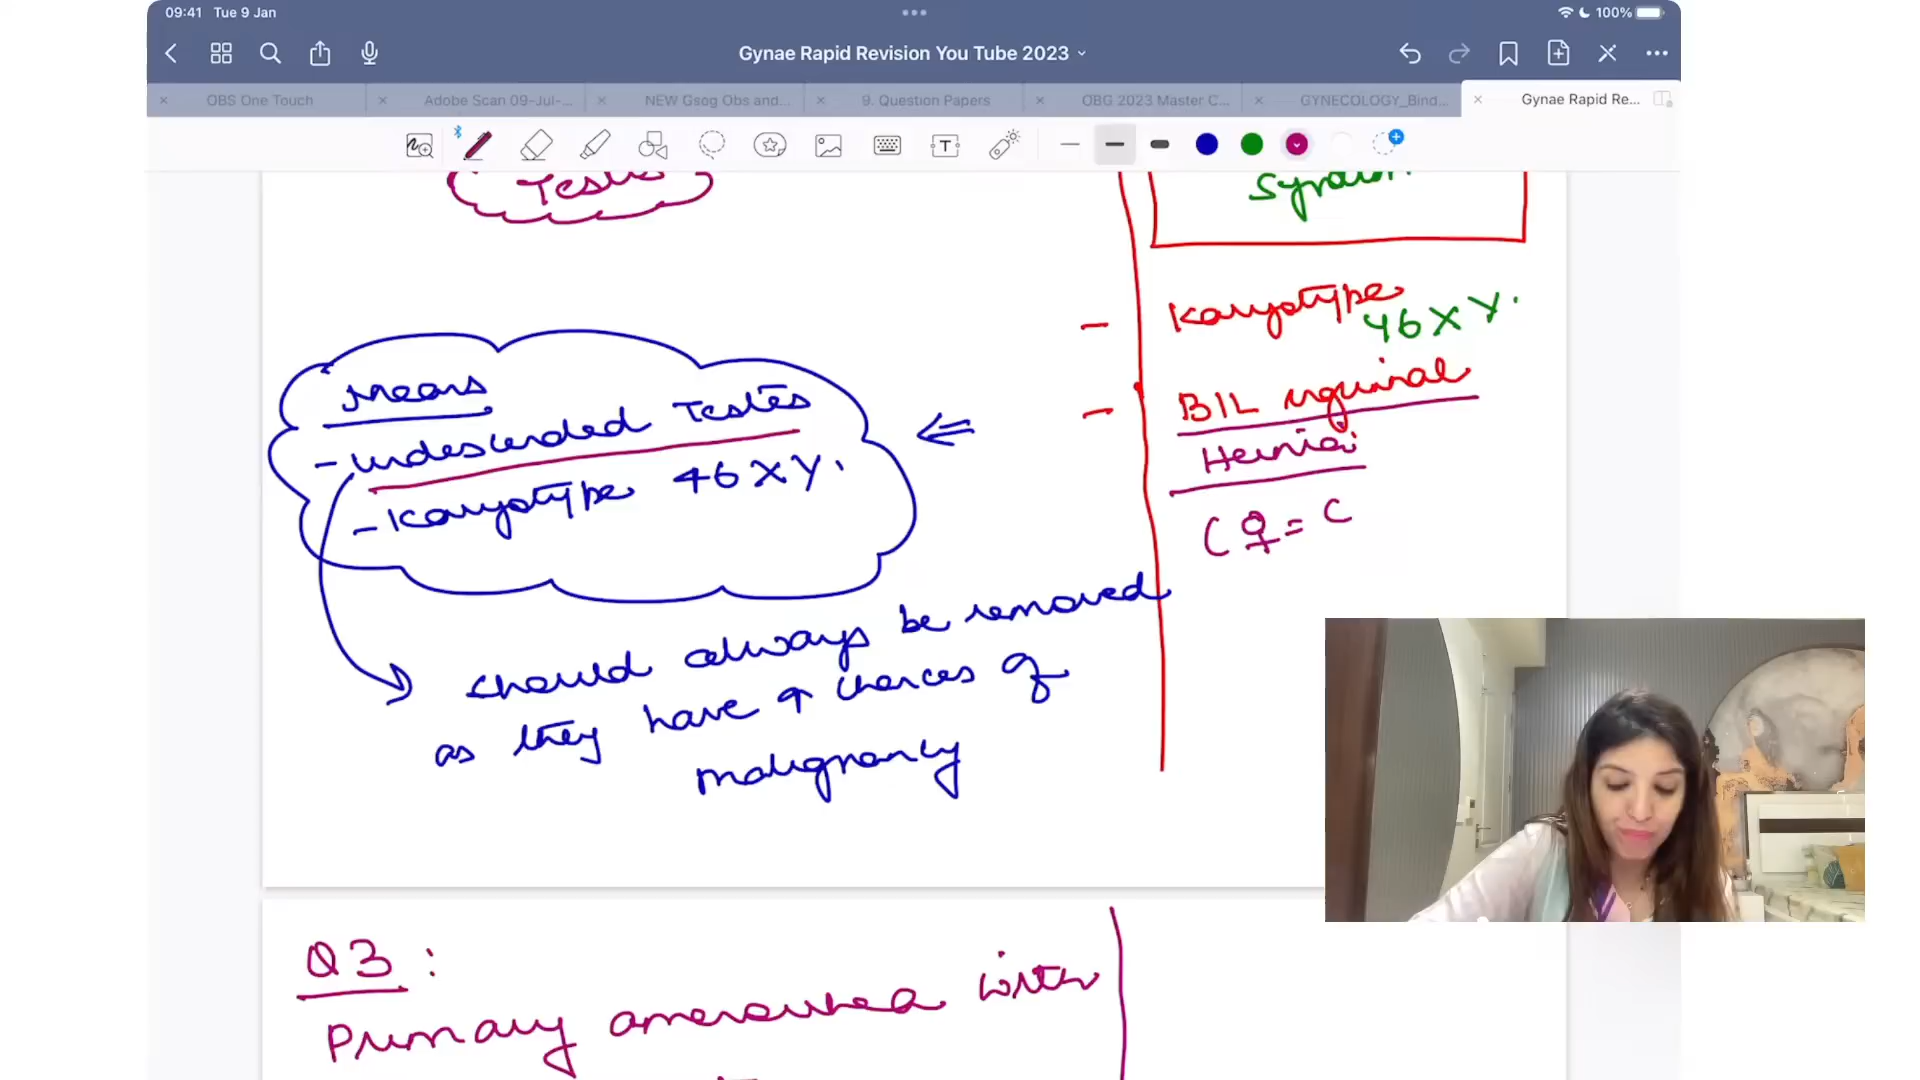 09:41 Tue 9 Jan
100%
Gynae Rapid Revision You Tube 2023
OBS One Touch
Adobe Scan 09-Jul-...
NEW Gsog Obs and...
9. Question Papers
OBG 2023 Master C...
GYNECOLOGY_Bind...
Gynae Rapid Re...
Testes
Means
- undescended Testes
- Karyotype 46XY.
should always be removed
as they have ↑ chances of
malignancy
- Karyotype 46XY.
- BIL inguinal
Hernia
(♀ = C
Q3 :
Primary amenorrhea with